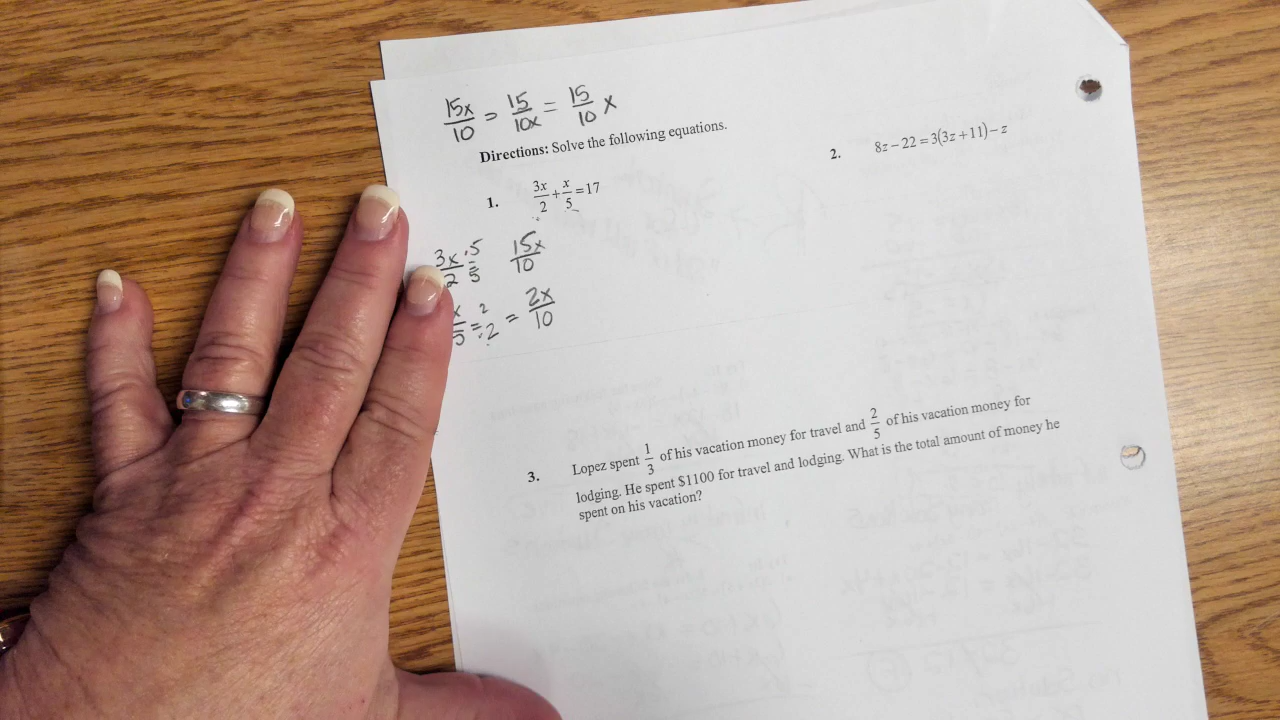 15x/10 = 15/10x = 15/10 x
Directions: Solve the following equations.
1. 3x/2 + x/5 = 17
2. 8z − 22 = 3(3z + 11) − z
3x/2 · 5/5 15x/10
x/5 · 2/2 = 2x/10
3. Lopez spent 1/3 of his vacation money for travel and 2/5 of his vacation money for
lodging. He spent $1100 for travel and lodging. What is the total amount of money he
spent on his vacation?